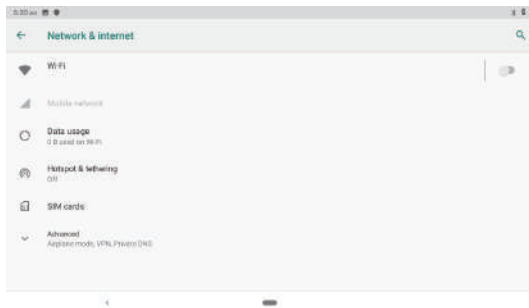 Network & internet
Wi-Fi
Mobile network
Data usage
0 B used on Wi-Fi
Hotspot & tethering
Off
SIM cards
Advanced
Airplane mode, VPN, Private DNS